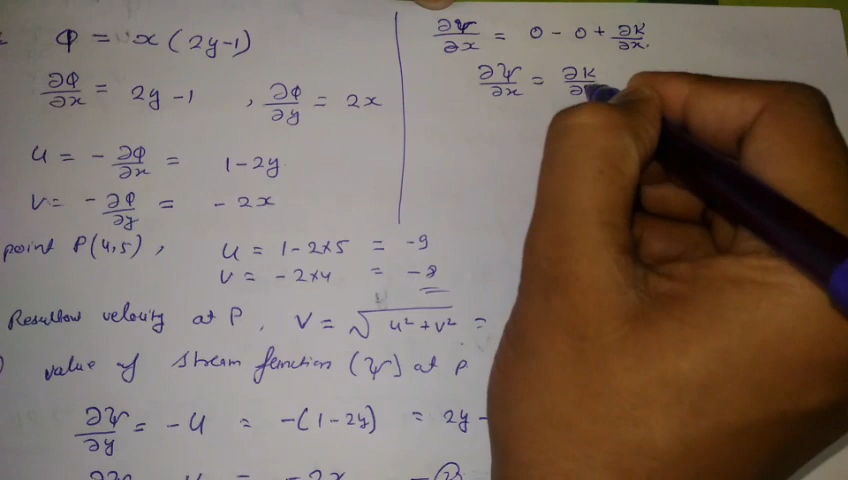 ϕ = x(2y-1)
∂ϕ/∂x = 2y-1 , ∂ϕ/∂y = 2x
u = -∂ϕ/∂x = 1-2y
v = -∂ϕ/∂y = -2x
point P(4,5), u = 1-2×5 = -9
v = -2×4 = -8
velocity at P, V = √u²+v² =
value of stream function (ψ) at P
∂ψ/∂y = -u = -(1-2y) = 2y -
= -2x
∂ψ/∂x = 0 - 0 + ∂K/∂x.
∂ψ/∂x = ∂K/∂